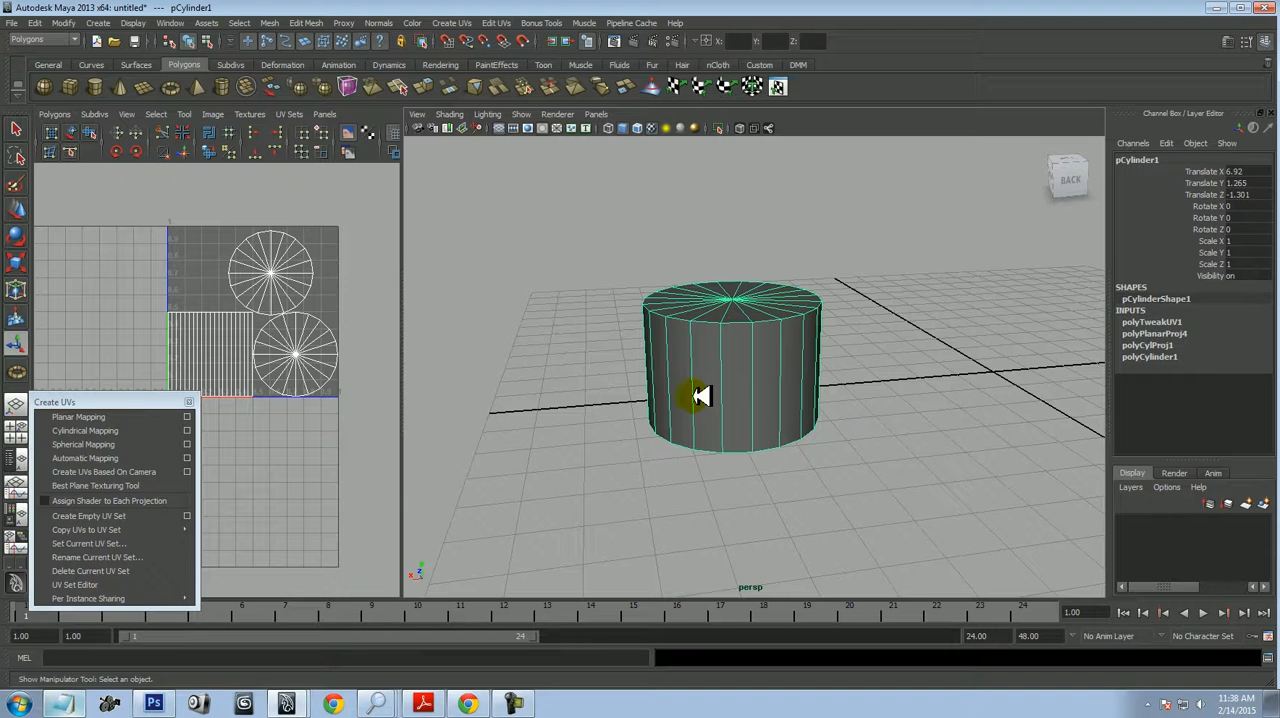 Autodesk Maya 2013 x64: untitled* --- pCylinder1
File Edit Modify Create Display Window Assets Select Mesh Edit Mesh Proxy Normals Color Create UVs Edit UVs Bonus Tools Muscle Pipeline Cache Help
Polygons X: Y: Z:
General Curves Surfaces Polygons Subdivs Deformation Animation Dynamics Rendering PaintEffects Toon Muscle Fluids Fur Hair nCloth Custom DMM
Polygons Subdivs View Select Tool Image Textures UV Sets Panels
View Shading Lighting Show Renderer Panels
BACK
persp
Channel Box / Layer Editor
Channels Edit Object Show
pCylinder1
Translate X 6.92
Translate Y 1.265
Translate Z -1.301
Rotate X 0
Rotate Y 0
Rotate Z 0
Scale X 1
Scale Y 1
Scale Z 1
Visibility on
SHAPES
pCylinderShape1
INPUTS
polyTweakUV1
polyPlanarProj4
polyCylProj1
polyCylinder1
Display Render Anim
Layers Options Help
Create UVs
Planar Mapping
Cylindrical Mapping
Spherical Mapping
Automatic Mapping
Create UVs Based On Camera
Best Plane Texturing Tool
Assign Shader to Each Projection
Create Empty UV Set
Copy UVs to UV Set
Set Current UV Set...
Rename Current UV Set...
Delete Current UV Set
UV Set Editor
Per Instance Sharing
1 6 7 8 9 10 11 12 13 14 15 16 17 18 19 20 21 22 23 24 1.00
1.00 1.00 1 24 24.00 48.00 No Anim Layer No Character Set
MEL
Show Manipulator Tool: Select an object.
Ps
11:38 AM
2/14/2015